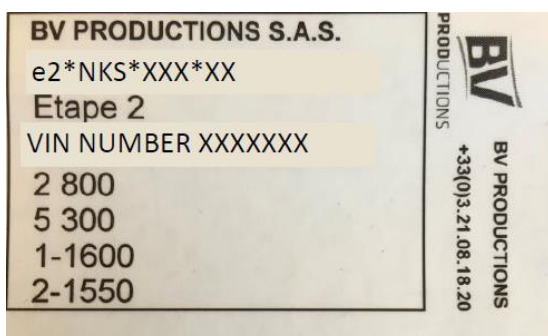 BV PRODUCTIONS S.A.S.
e2*NKS*XXX*XX
Etape 2
VIN NUMBER XXXXXXX
2 800
5 300
1-1600
2-1550
BV
PRODUCTIONS
BV PRODUCTIONS
+33(0)3.21.08.18.20